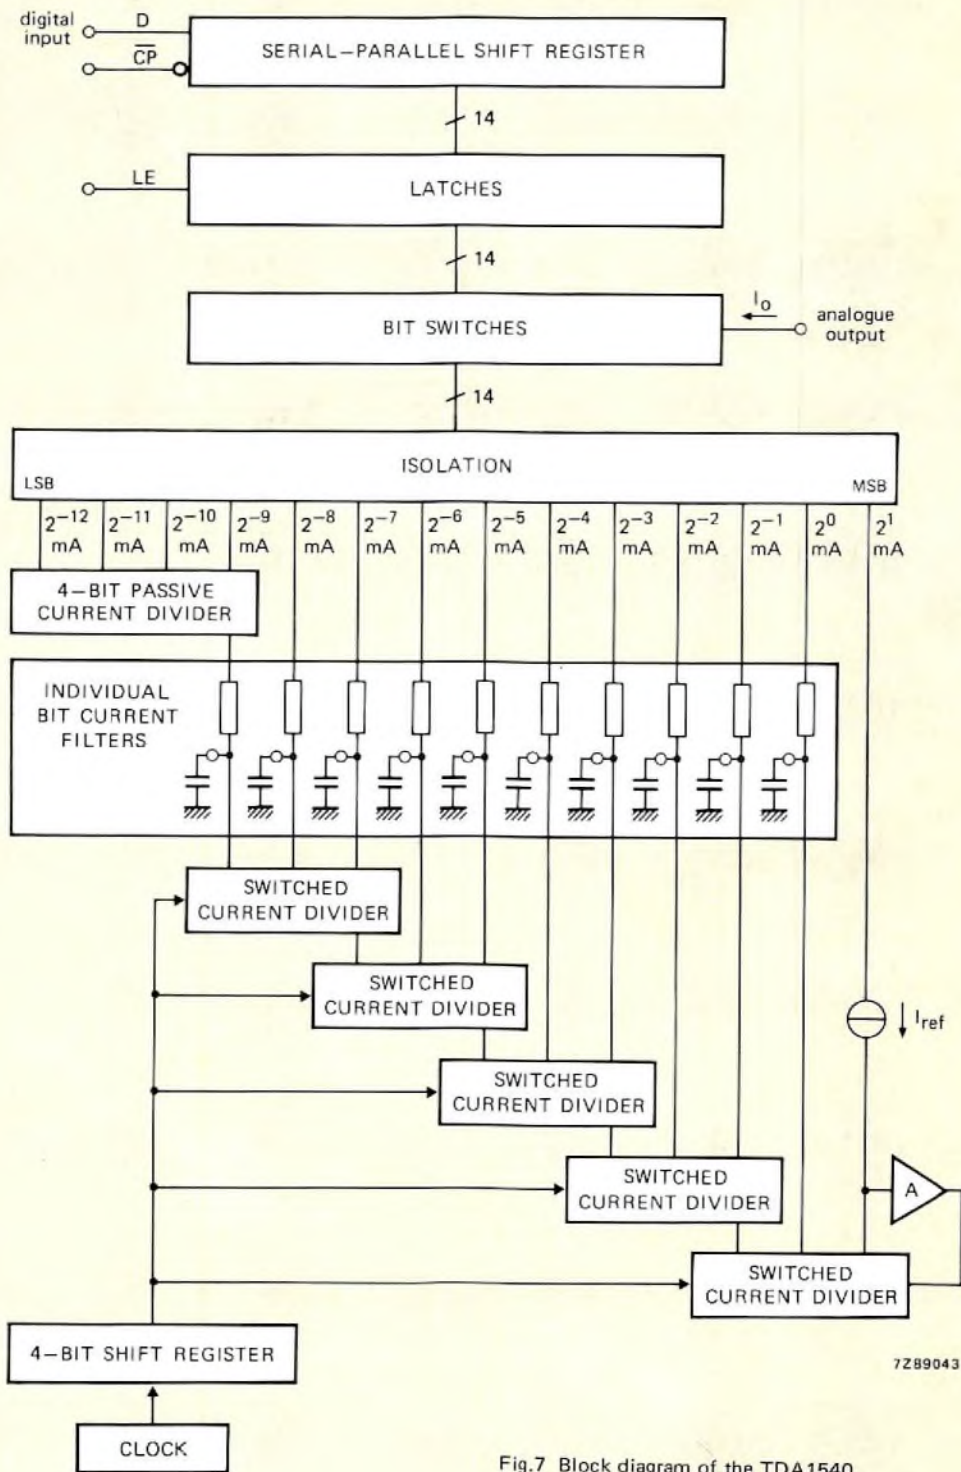 digital
input
D
CP
SERIAL–PARALLEL SHIFT REGISTER
14
LE
LATCHES
14
BIT SWITCHES
Io
analogue
output
14
ISOLATION
LSB
MSB
2⁻¹² mA
2⁻¹¹ mA
2⁻¹⁰ mA
2⁻⁹ mA
2⁻⁸ mA
2⁻⁷ mA
2⁻⁶ mA
2⁻⁵ mA
2⁻⁴ mA
2⁻³ mA
2⁻² mA
2⁻¹ mA
2⁰ mA
2¹ mA
4–BIT PASSIVE
CURRENT DIVIDER
INDIVIDUAL
BIT CURRENT
FILTERS
SWITCHED
CURRENT DIVIDER
SWITCHED
CURRENT DIVIDER
Iref
SWITCHED
CURRENT DIVIDER
SWITCHED
CURRENT DIVIDER
A
SWITCHED
CURRENT DIVIDER
4–BIT SHIFT REGISTER
7Z89043
CLOCK
Fig.7 Block diagram of the TDA1540